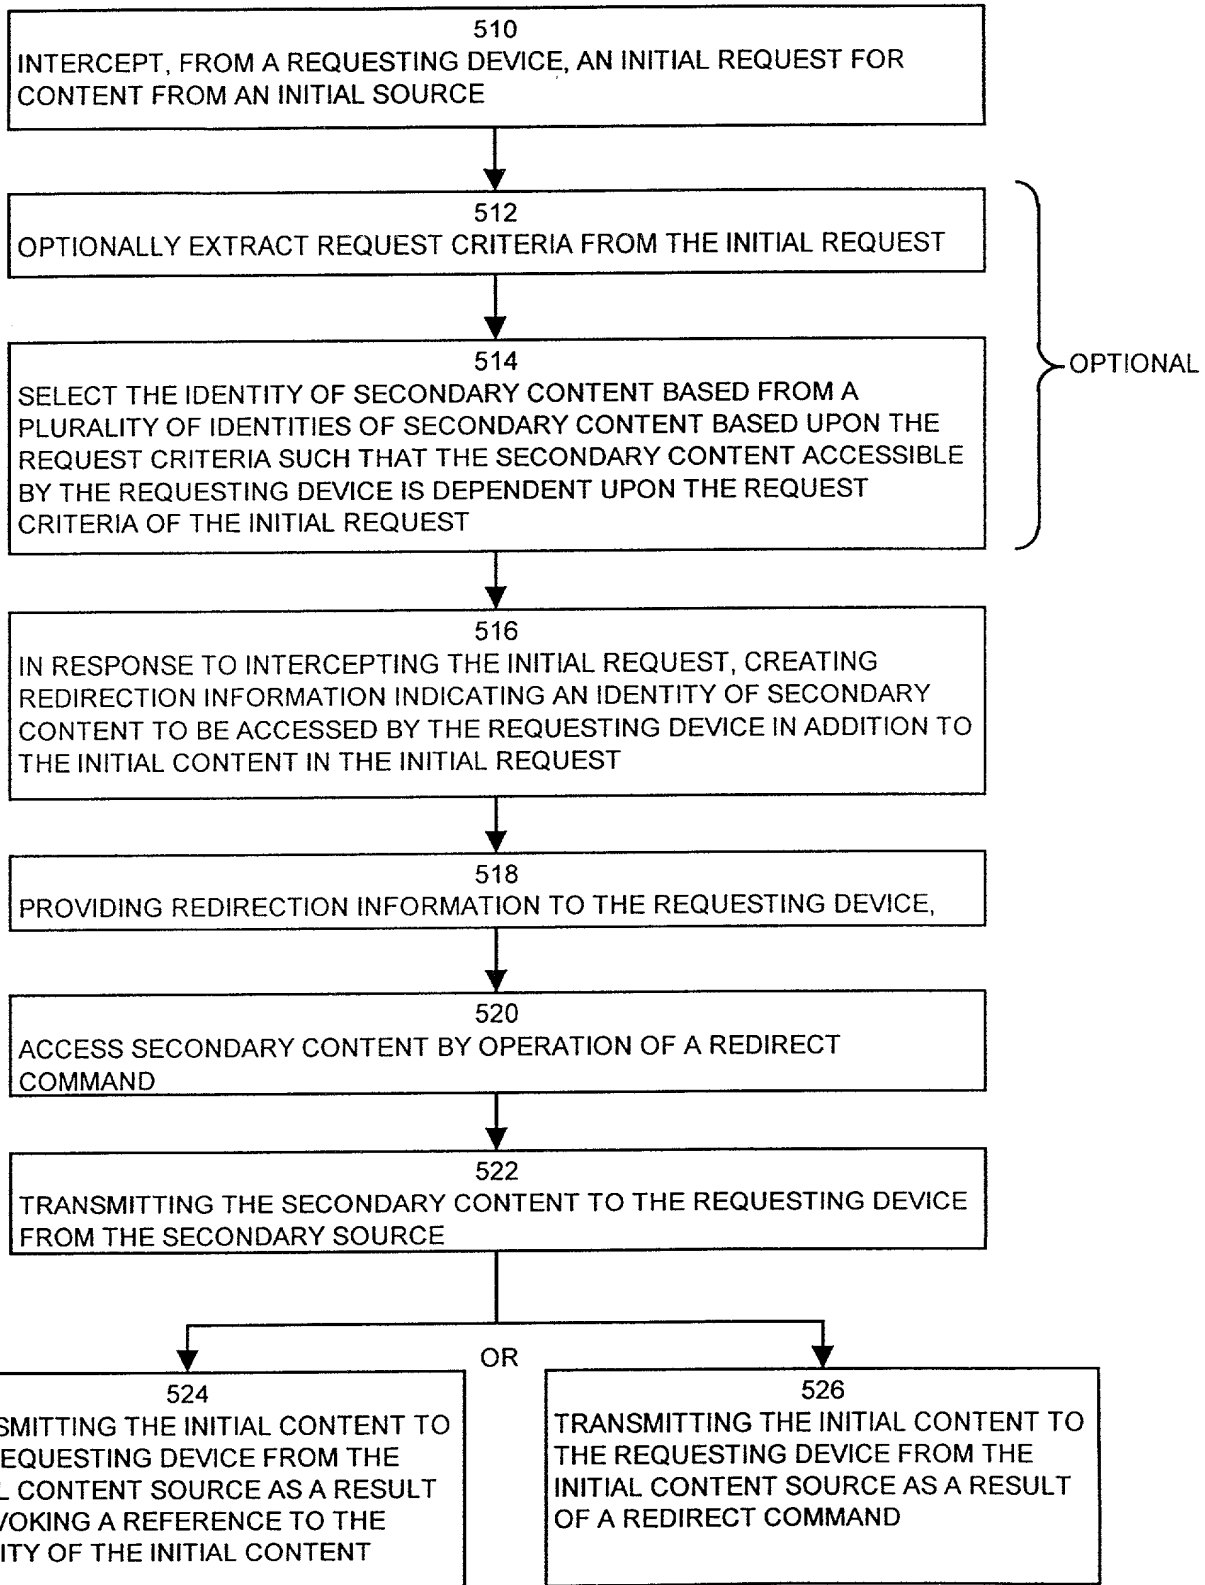 510
INTERCEPT, FROM A REQUESTING DEVICE, AN INITIAL REQUEST FOR
CONTENT FROM AN INITIAL SOURCE
512
OPTIONALLY EXTRACT REQUEST CRITERIA FROM THE INITIAL REQUEST
514
SELECT THE IDENTITY OF SECONDARY CONTENT BASED FROM A
PLURALITY OF IDENTITIES OF SECONDARY CONTENT BASED UPON THE
REQUEST CRITERIA SUCH THAT THE SECONDARY CONTENT ACCESSIBLE
BY THE REQUESTING DEVICE IS DEPENDENT UPON THE REQUEST
CRITERIA OF THE INITIAL REQUEST
OPTIONAL
516
IN RESPONSE TO INTERCEPTING THE INITIAL REQUEST, CREATING
REDIRECTION INFORMATION INDICATING AN IDENTITY OF SECONDARY
CONTENT TO BE ACCESSED BY THE REQUESTING DEVICE IN ADDITION TO
THE INITIAL CONTENT IN THE INITIAL REQUEST
518
PROVIDING REDIRECTION INFORMATION TO THE REQUESTING DEVICE,
520
ACCESS SECONDARY CONTENT BY OPERATION OF A REDIRECT
COMMAND
522
TRANSMITTING THE SECONDARY CONTENT TO THE REQUESTING DEVICE
FROM THE SECONDARY SOURCE
OR
524
SMITTING THE INITIAL CONTENT TO
EQUESTING DEVICE FROM THE
L CONTENT SOURCE AS A RESULT
VOKING A REFERENCE TO THE
ITY OF THE INITIAL CONTENT
526
TRANSMITTING THE INITIAL CONTENT TO
THE REQUESTING DEVICE FROM THE
INITIAL CONTENT SOURCE AS A RESULT
OF A REDIRECT COMMAND